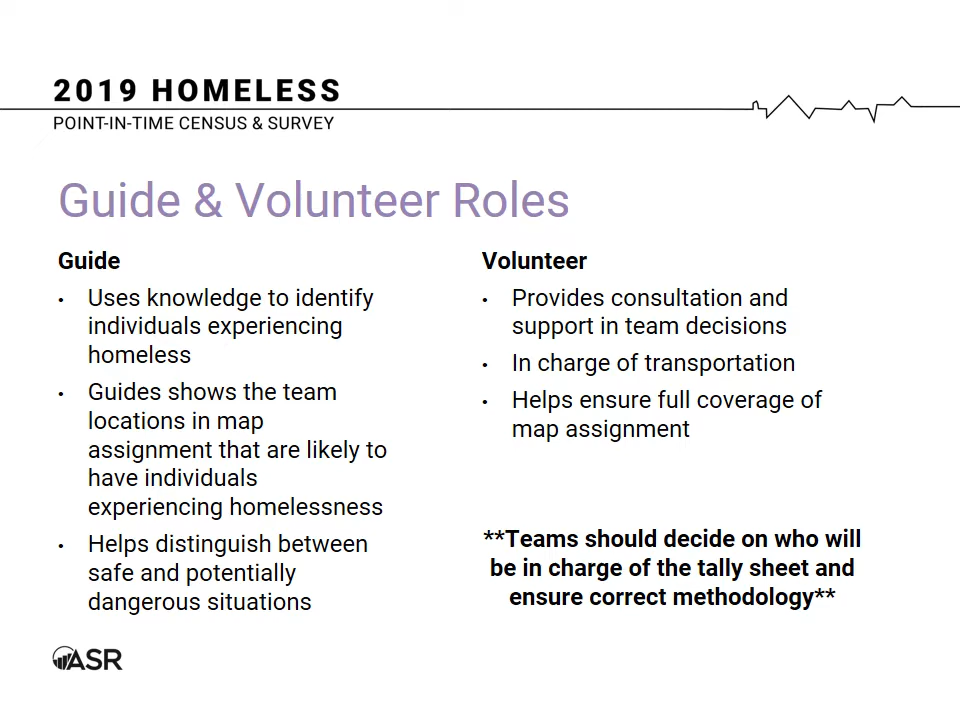 2019 HOMELESS
POINT-IN-TIME CENSUS & SURVEY
Guide & Volunteer Roles
Guide
• Uses knowledge to identify
individuals experiencing
homeless
• Guides shows the team
locations in map
assignment that are likely to
have individuals
experiencing homelessness
• Helps distinguish between
safe and potentially
dangerous situations
Volunteer
• Provides consultation and
support in team decisions
• In charge of transportation
• Helps ensure full coverage of
map assignment
**Teams should decide on who will
be in charge of the tally sheet and
ensure correct methodology**
ASR